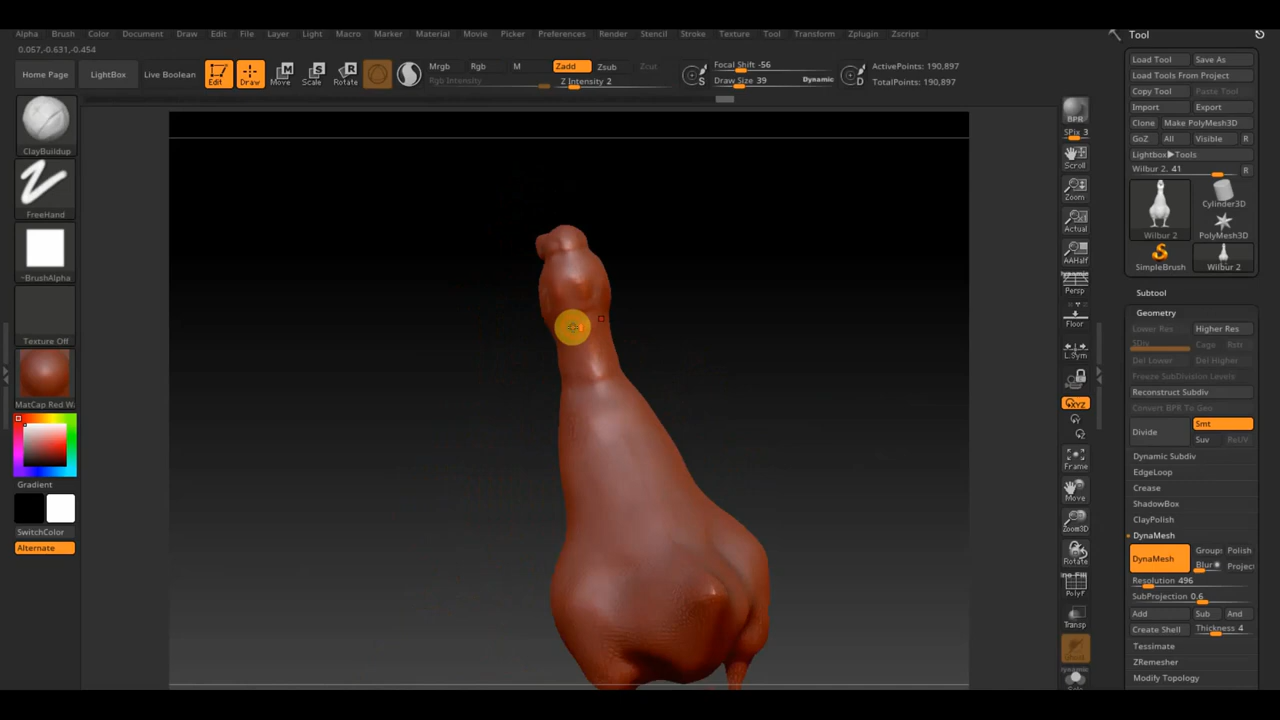 Alpha Brush Color Document Draw Edit File Layer Light Macro Marker Material Movie Picker Preferences Render Stencil Stroke Texture Tool Transform Zplugin Zscript
Tool
0.057,-0.631,-0.454
Home Page LightBox Live Boolean Edit Draw Move Scale Rotate
Mrgb Rgb M Zadd Zsub Zcut
Rgb Intensity Z Intensity 2
Focal Shift -56
Draw Size 39 Dynamic
S D
ActivePoints: 190,897
TotalPoints: 190,897
Load Tool Save As
Load Tools From Project
Copy Tool Paste Tool
Import Export
Clone Make PolyMesh3D
GoZ All Visible R
Lightbox▶Tools
Wilbur 2. 41 R
Wilbur 2 Cylinder3D
PolyMesh3D
SimpleBrush Wilbur 2
Subtool
Geometry
Lower Res Higher Res
SDiv Cage Rstr
Del Lower Del Higher
Freeze SubDivision Levels
Reconstruct Subdiv
Convert BPR To Geo
Divide Smt
Suv ReUV
Dynamic Subdiv
EdgeLoop
Crease
ShadowBox
ClayPolish
DynaMesh
DynaMesh Group Polish
Blur Project
Resolution 496
SubProjection 0.6
Add Sub And
Create Shell Thickness 4
Tessimate
ZRemesher
Modify Topology
ClayBuildup
FreeHand
~BrushAlpha
Texture Off
MatCap Red W
Gradient
SwitchColor
Alternate
BPR
SPix 3
Scroll
Zoom
Actual
AAHalf
Dynamic
Persp
Floor
L.Sym
XYZ
Frame
Move
Zoom3D
Rotate
PolyF
Transp
Dynamic
Solo